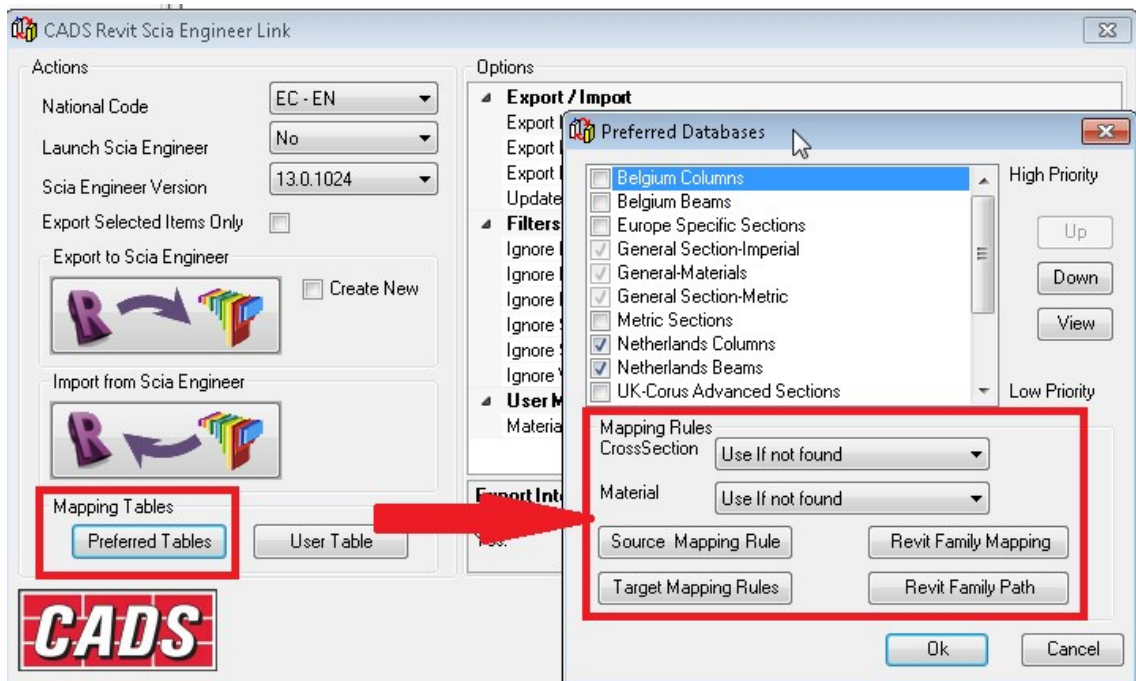 CADS Revit Scia Engineer Link
Actions
National Code
EC - EN
Launch Scia Engineer
No
Scia Engineer Version
13.0.1024
Export Selected Items Only
Export to Scia Engineer
Create New
Import from Scia Engineer
Mapping Tables
Preferred Tables
User Table
CADS
Options
Export / Import
Export
Export
Export
Update
Filters
Ignore
Ignore
Ignore
Ignore
Ignore
Ignore
User M
Materia
Export Inte
Preferred Databases
Belgium Columns
Belgium Beams
Europe Specific Sections
General Section-Imperial
General-Materials
General Section-Metric
Metric Sections
Netherlands Columns
Netherlands Beams
UK-Corus Advanced Sections
High Priority
Up
Down
View
Low Priority
Mapping Rules
CrossSection
Use If not found
Material
Use If not found
Source Mapping Rule
Revit Family Mapping
Target Mapping Rules
Revit Family Path
Ok
Cancel